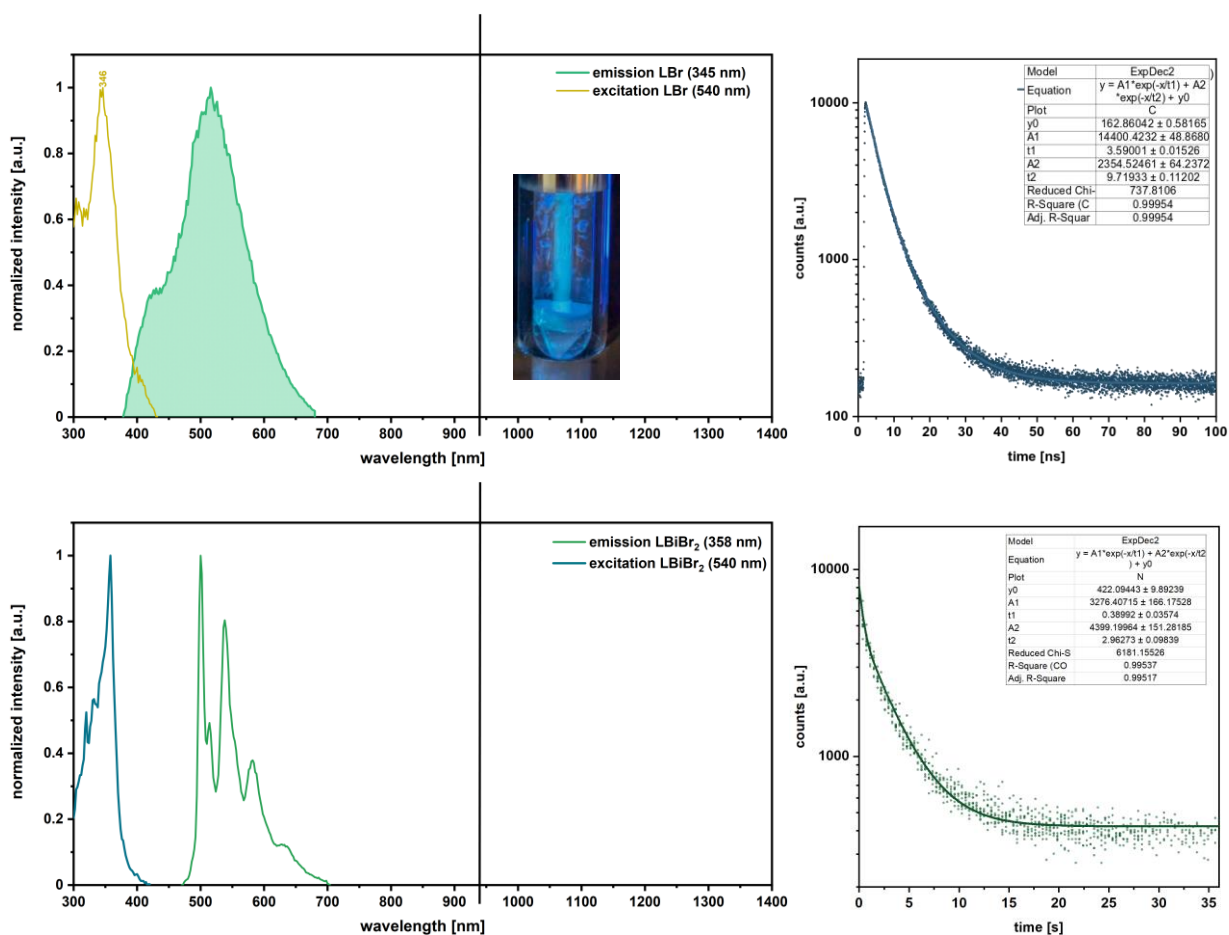 emission LBr (345 nm)
excitation LBr (540 nm)
346
normalized intensity [a.u.]
1
0.8
0.6
0.4
0.2
0
300 400 500 600 700 800 900 1000 1100 1200 1300 1400
wavelength [nm]
Model ExpDec2 )
Equation y = A1*exp(-x/t1) + A2
*exp(-x/t2) + y0
Plot C
y0 162.86042 ± 0.58165
A1 14400.4232 ± 48.8680
t1 3.59001 ± 0.01526
A2 2354.52461 ± 64.2372
t2 9.71933 ± 0.11202
Reduced Chi- 737.8106
R-Square (C 0.99954
Adj. R-Squar 0.99954
counts [a.u.]
10000
1000
100
0 10 20 30 40 50 60 70 80 90 100
time [ns]
emission LBiBr₂ (358 nm)
excitation LBiBr₂ (540 nm)
normalized intensity [a.u.]
1
0.8
0.6
0.4
0.2
0
300 400 500 600 700 800 900 1000 1100 1200 1300 1400
wavelength [nm]
Model ExpDec2
Equation y = A1*exp(-x/t1) + A2*exp(-x/t2
) + y0
Plot N
y0 422.09443 ± 9.89239
A1 3276.40715 ± 166.17528
t1 0.38992 ± 0.03574
A2 4399.19964 ± 151.28185
t2 2.96273 ± 0.09839
Reduced Chi-S 6181.15526
R-Square (CO 0.99537
Adj. R-Square 0.99517
counts [a.u.]
10000
1000
0 5 10 15 20 25 30 35
time [s]